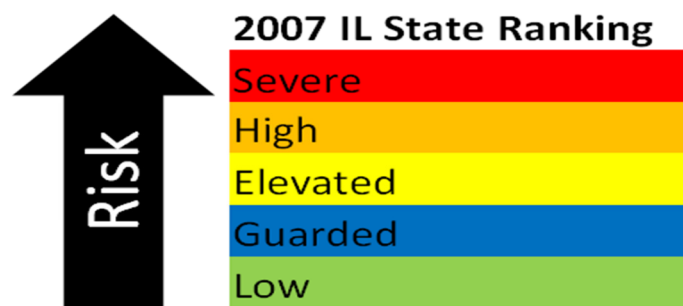 2007 IL State Ranking
Severe
High
Elevated
Guarded
Low
Risk